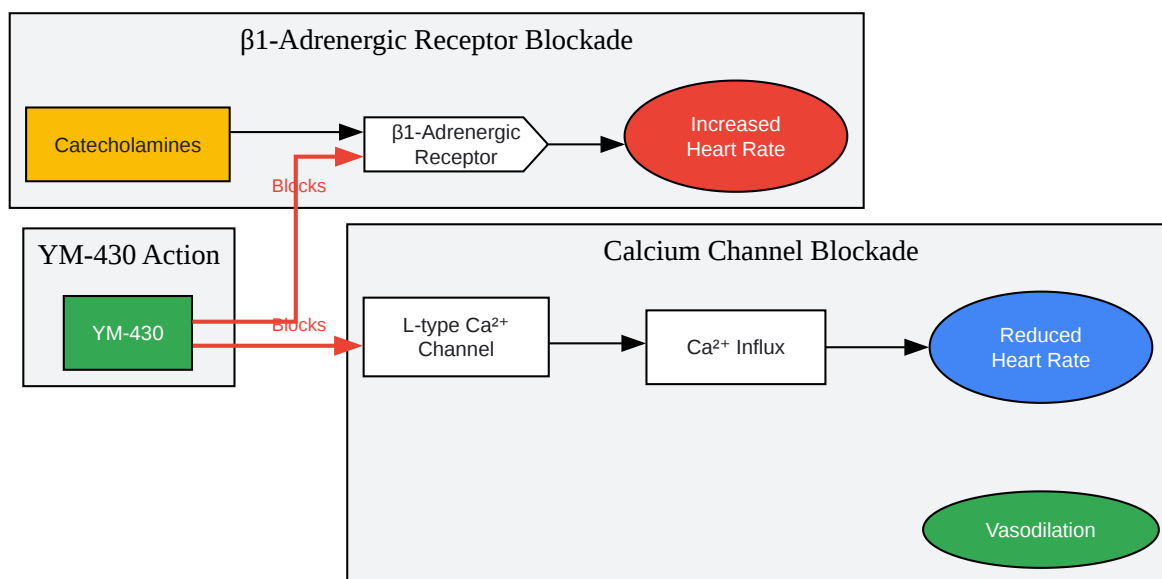 β1-Adrenergic Receptor Blockade
Catecholamines
β1-Adrenergic
Receptor
Increased
Heart Rate
Blocks
YM-430 Action
YM-430
Blocks
Calcium Channel Blockade
L-type Ca²⁺
Channel
Ca²⁺ Influx
Reduced
Heart Rate
Vasodilation